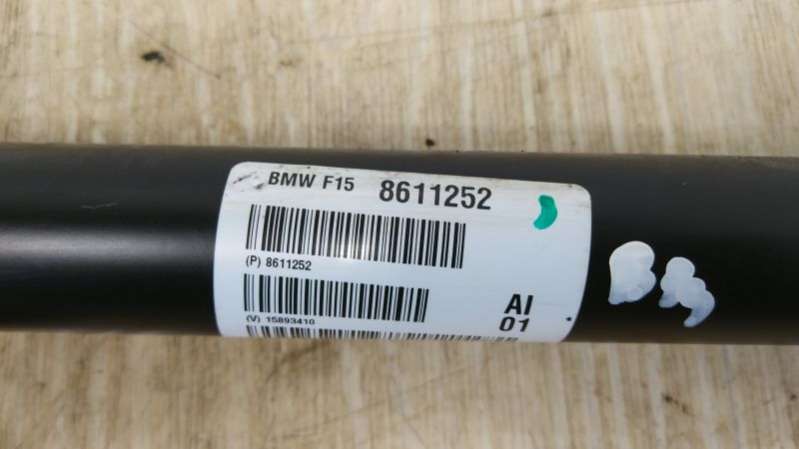 BMW F15 8611252
(P) 8611252
(V) 15893410
AI
01